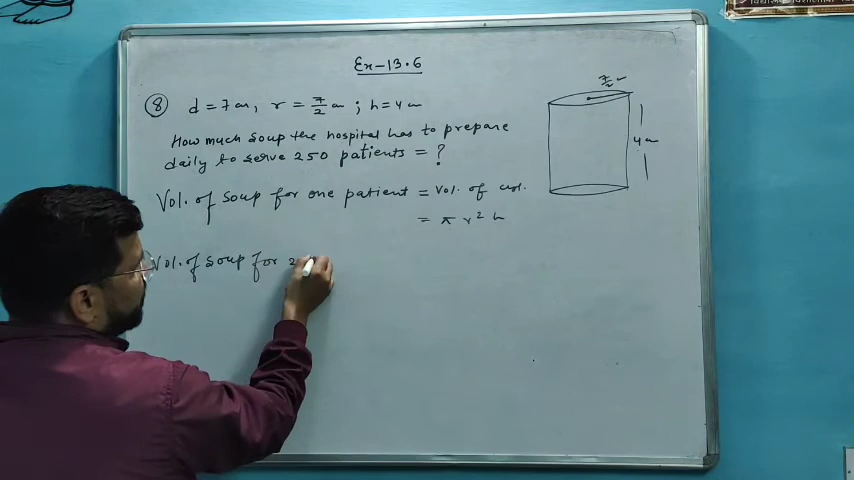 Ex-13.6
⑧ d = 7 cm, r = 7/2 cm ; h = 4 cm
How much soup the hospital has to prepare
daily to serve 250 patients = ?
Vol. of soup for one patient = Vol. of cyl.
= π r² h
Vol. of soup for 2
7/2
4 cm